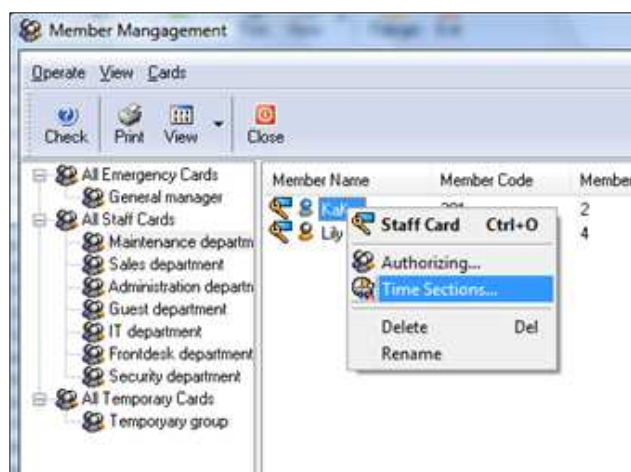 Member Mangagement
Operate View Cards
Check Print View Close
All Emergency Cards
General manager
All Staff Cards
Maintenance departm
Sales department
Administration departn
Guest department
IT department
Frontdesk department
Security department
All Temporary Cards
Temporyary group
Member Name Member Code Member
2
Lily 4
Staff Card Ctrl+O
Authorizing...
Time Sections...
Delete Del
Rename